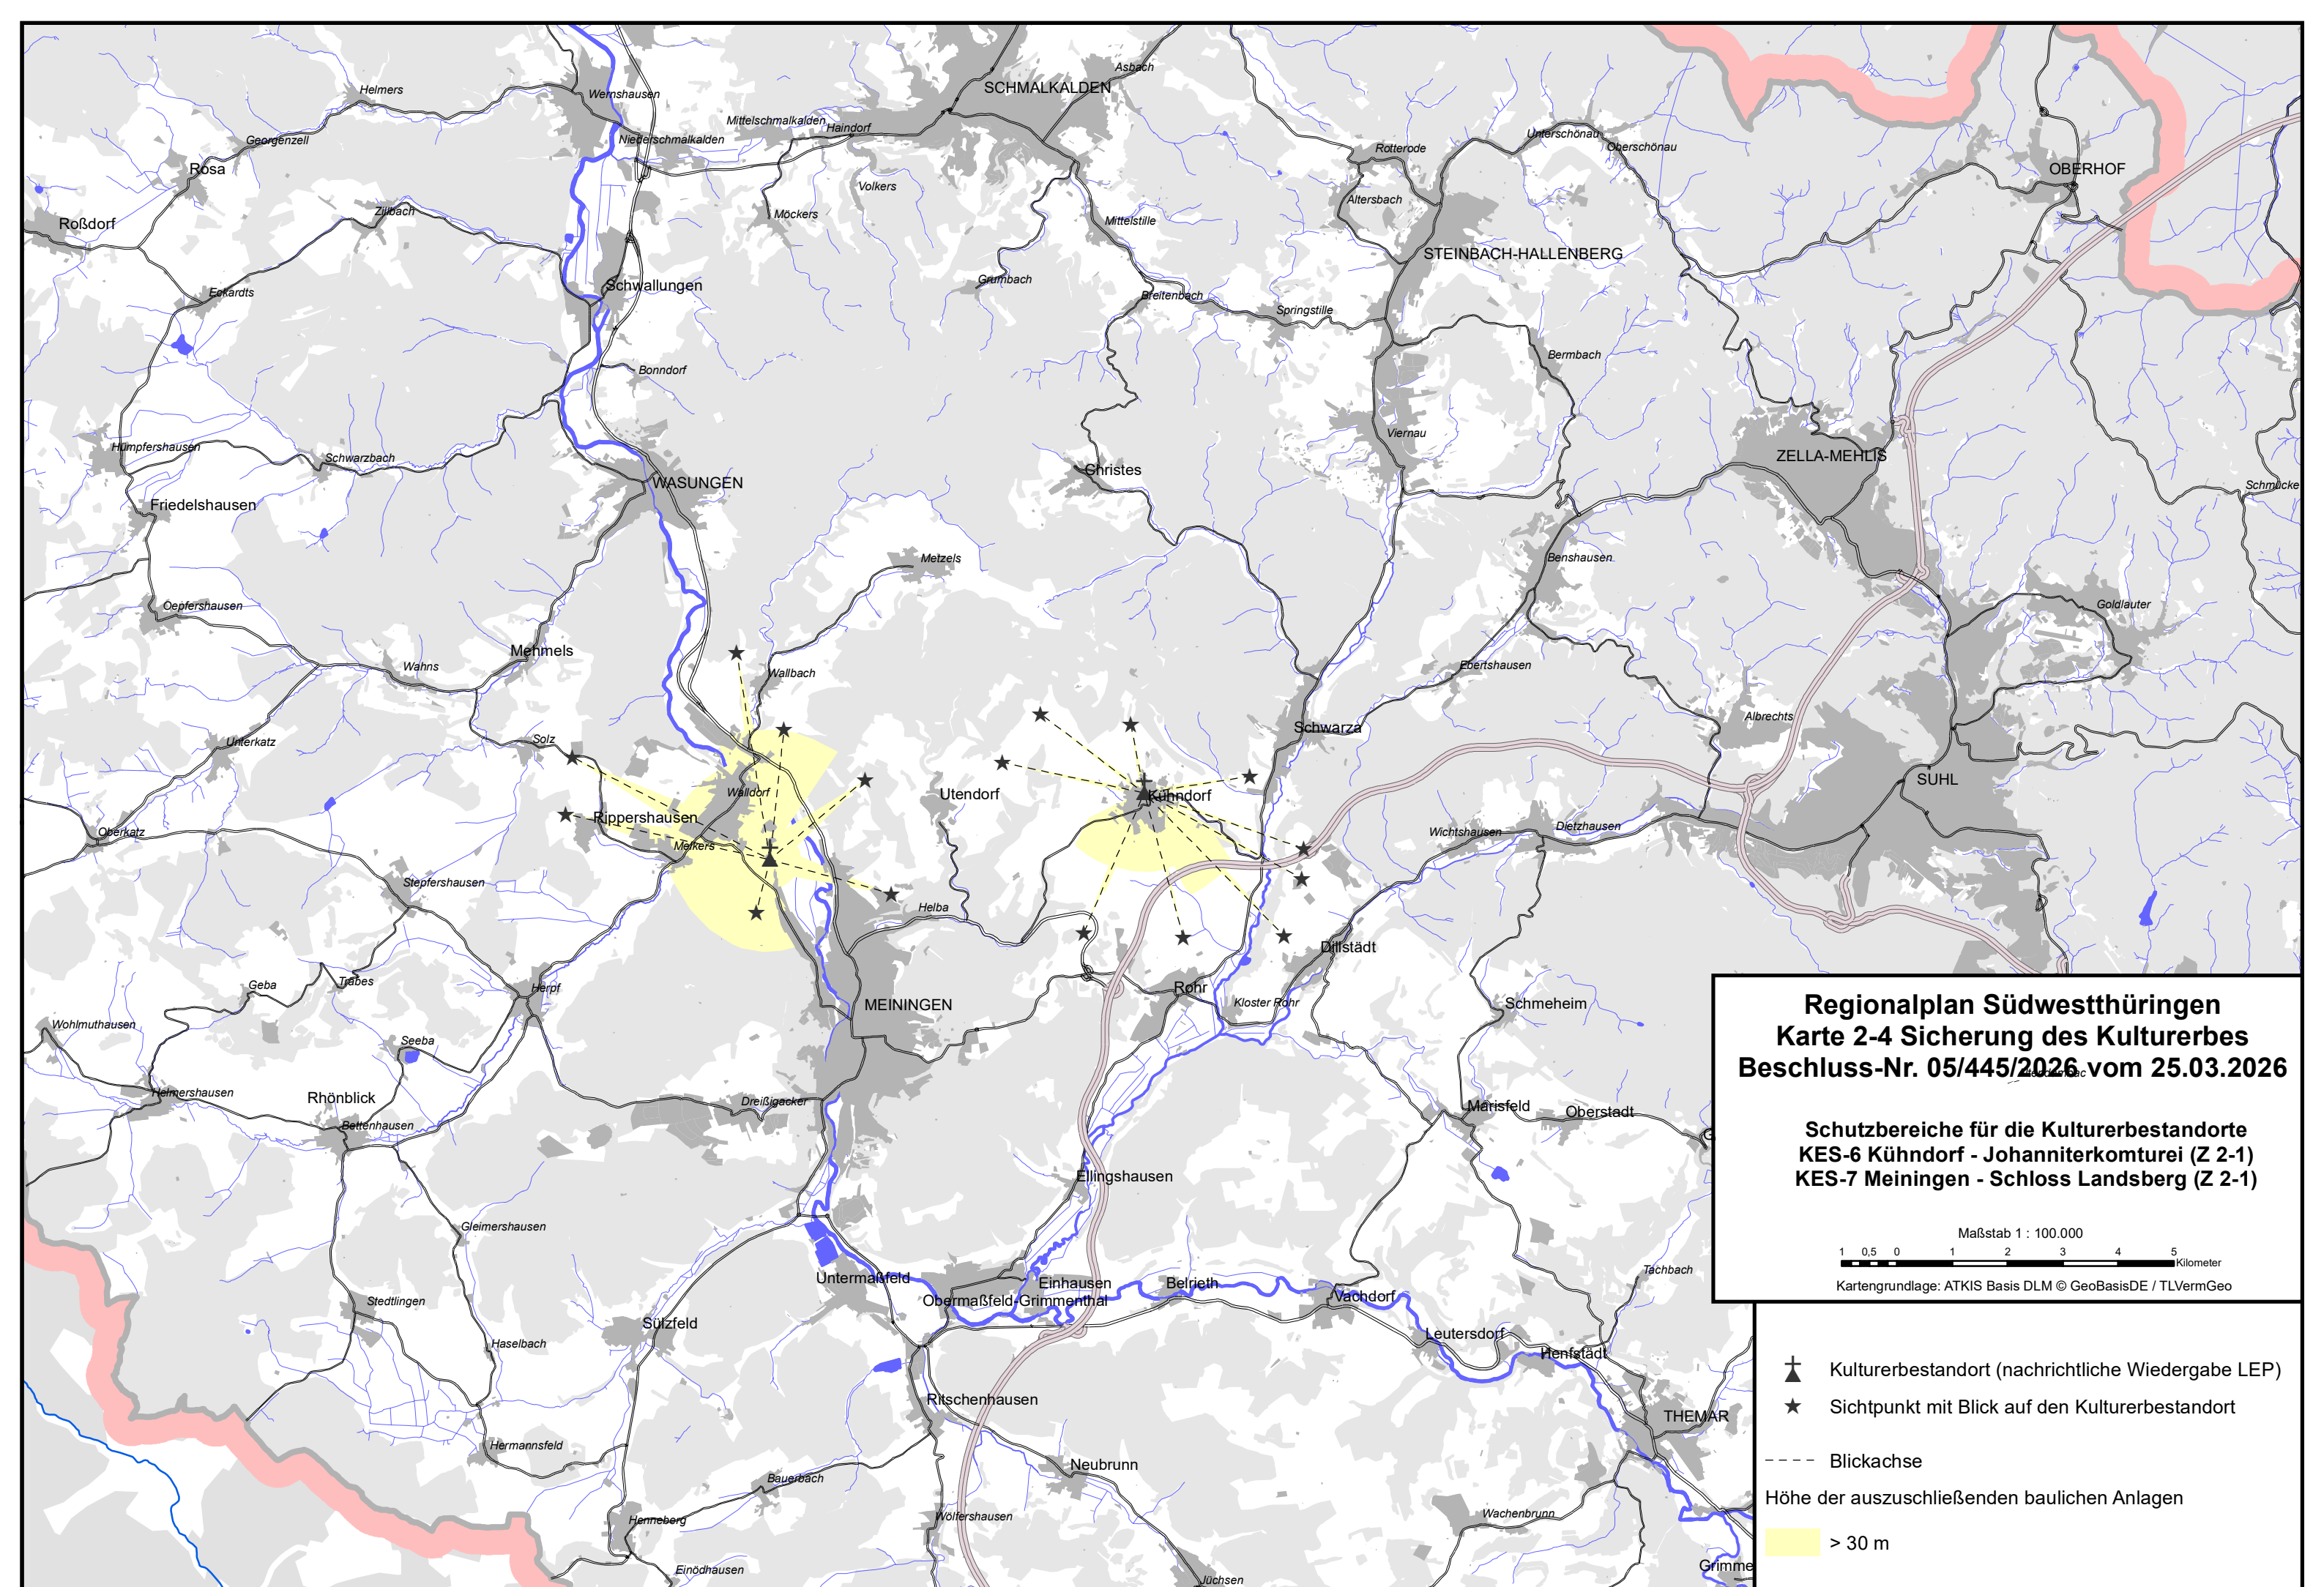 Asbach
SCHMALKALDEN
Helmers
Wernshausen
Mittelschmalkalden
Haindorf
Niederschmalkalden
Georgenzell
Unterschönau
Oberschönau
Rotterode
Rosa
OBERHOF
Volkers
Altersbach
Zillbach
Möckers
Mittelstille
Roßdorf
STEINBACH-HALLENBERG
Grumbach
Schwallungen
Eckardts
Breitenbach
Springstille
Bermbach
Bonndorf
Viernau
Hümpfershausen
Schwarzbach
ZELLA-MEHLIS
Christes
WASUNGEN
Schmücke
Friedelshausen
Metzels
Benshausen
Oepfershausen
Goldlauter
Mehmels
Wahns
Ebertshausen
Wallbach
Albrechts
Schwarza
Unterkatz
Solz
SUHL
Walldorf
Utendorf
Kühndorf
Rippershausen
Oberkatz
Wichtshausen
Dietzhausen
Melkers
Stepfershausen
Helba
Dillstädt
Trabes
Geba
Herpf
Rohr
Kloster Rohr
MEININGEN
Schmeheim
Wohlmuthausen
Seeba
Helmershausen
Rhönblick
Dreißigacker
Marisfeld
Oberstadt
Bettenhausen
Ellingshausen
Gleimershausen
Untermaßfeld
Einhausen
Belrieth
Tachbach
Obermaßfeld-Grimmenthal
Vachdorf
Stedtlingen
Sülzfeld
Leutersdorf
Haselbach
Henfstädt
Ritschenhausen
THEMAR
Hermannsfeld
Neubrunn
Bauerbach
Wachenbrunn
Wölfershausen
Henneberg
Einödhausen
Jüchsen
Grimme
Regionalplan Südwestthüringen
Karte 2-4 Sicherung des Kulturerbes
Beschluss-Nr. 05/445/2026 vom 25.03.2026
Schutzbereiche für die Kulturerbestandorte
KES-6 Kühndorf - Johanniterkomturei (Z 2-1)
KES-7 Meiningen - Schloss Landsberg (Z 2-1)
G
Maßstab 1 : 100.000
1 0,5 0 1 2 3 4 5
Kilometer
Kartengrundlage: ATKIS Basis DLM © GeoBasisDE / TLVermGeo
Kulturerbestandort (nachrichtliche Wiedergabe LEP)
Sichtpunkt mit Blick auf den Kulturerbestandort
Blickachse
Höhe der auszuschließenden baulichen Anlagen
> 30 m